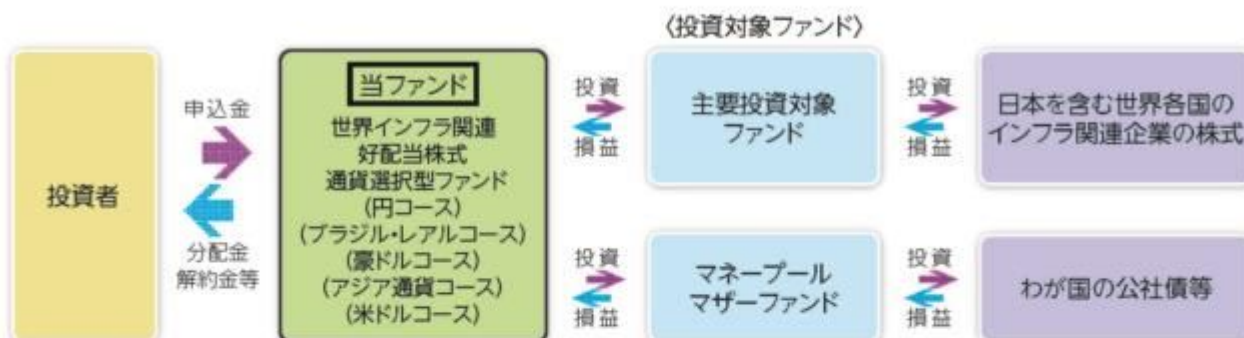 〈投資対象ファンド〉
投資者
申込金
分配金
解約金等
当ファンド
世界インフラ関連
好配当株式
通貨選択型ファンド
(円コース)
(ブラジル・レアルコース)
(豪ドルコース)
(アジア通貨コース)
(米ドルコース)
投資
損益
主要投資対象
ファンド
投資
損益
日本を含む世界各国の
インフラ関連企業の株式
投資
損益
マネープール
マザーファンド
投資
損益
わが国の公社債等